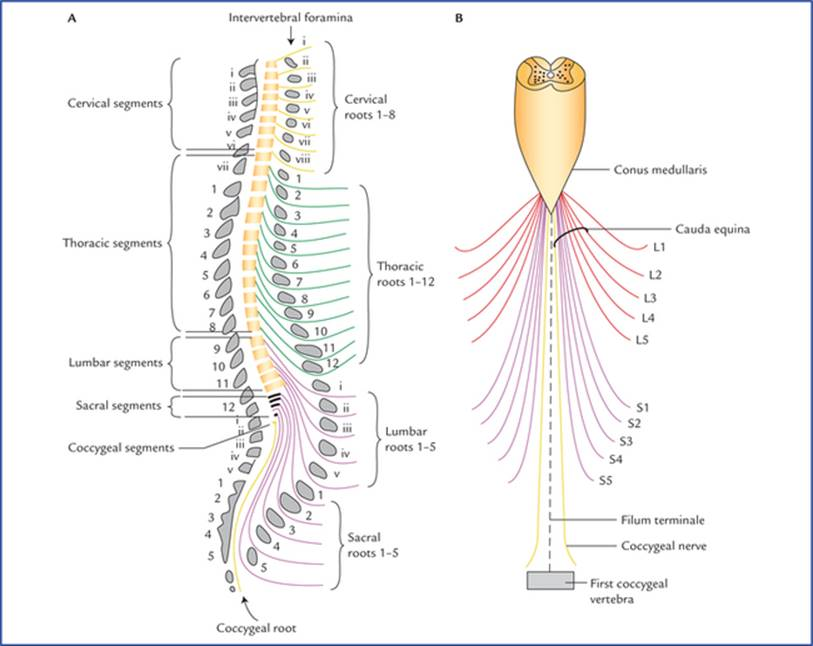 A
Intervertebral foramina
Cervical segments
Thoracic segments
Lumbar segments
Sacral segments
Coccygeal segments
i
ii
iii
iv
v
vi
vii
1
2
3
4
5
6
7
8
9
10
11
12
i
ii
iii
iv
v
1
2
3
4
5
i
ii
iii
iv
v
vi
vii
viii
1
2
3
4
5
6
7
8
9
10
11
12
i
ii
iii
iv
v
1
2
3
4
5
Cervical
roots 1–8
Thoracic
roots 1–12
Lumbar
roots 1–5
Sacral
roots 1–5
Coccygeal root
B
Conus medullaris
Cauda equina
L1
L2
L3
L4
L5
S1
S2
S3
S4
S5
Filum terminale
Coccygeal nerve
First coccygeal
vertebra